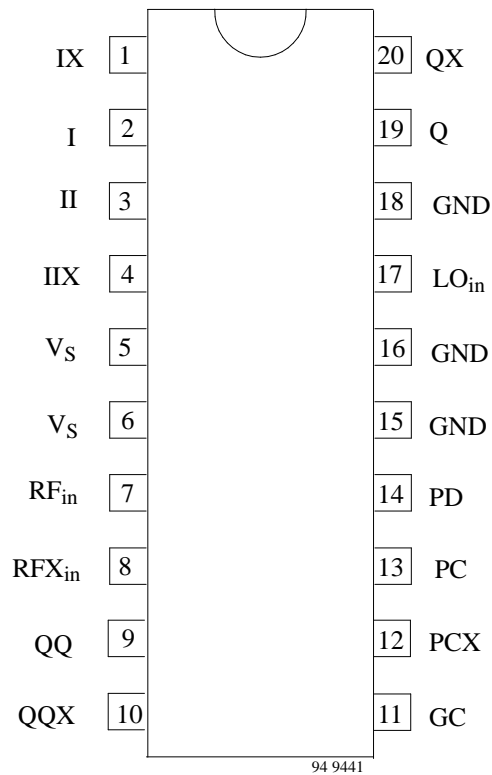 IX 1 20 QX
I 2 19 Q
II 3 18 GND
IIX 4 17 LOin
VS 5 16 GND
VS 6 15 GND
RFin 7 14 PD
RFXin 8 13 PC
QQ 9 12 PCX
QQX 10 11 GC
94 9441